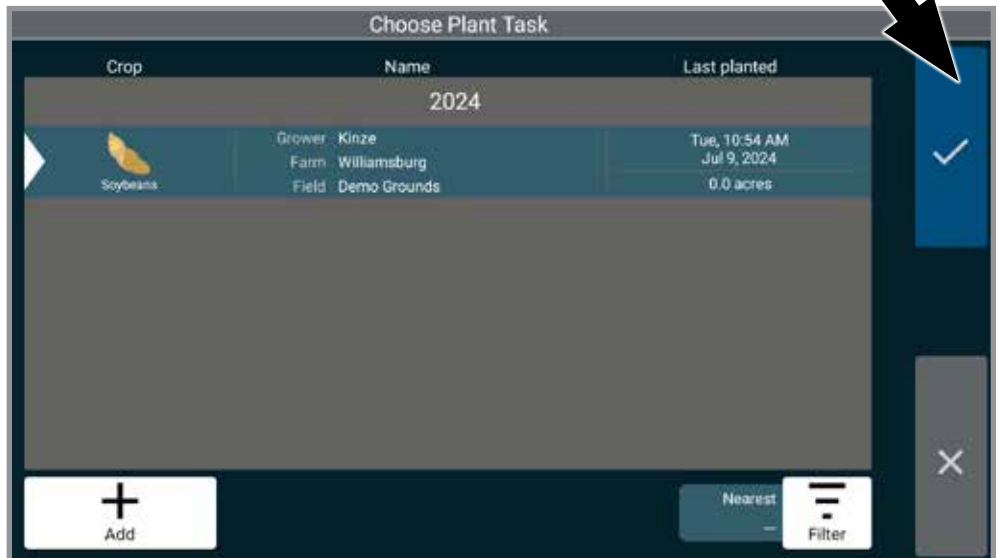 Choose Plant Task
Crop Name Last planted
2024
Soybeans
Grower Kinze
Farm Williamsburg
Field Demo Grounds
Tue, 10:54 AM
Jul 9, 2024
0.0 acres
Add
Nearest
--
Filter